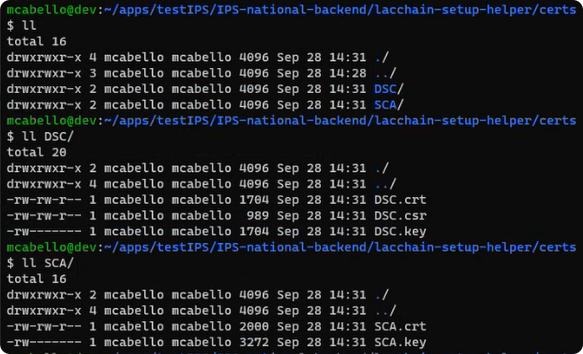 mcabello@dev:~/apps/testIPS/IPS-national-backend/lacchain-setup-helper/certs
$ ll
total 16
drwxrwxr-x 4 mcabello mcabello 4096 Sep 28 14:31 ./
drwxrwxr-x 3 mcabello mcabello 4096 Sep 28 14:28 ../
drwxrwxr-x 2 mcabello mcabello 4096 Sep 28 14:31 DSC/
drwxrwxr-x 2 mcabello mcabello 4096 Sep 28 14:31 SCA/
mcabello@dev:~/apps/testIPS/IPS-national-backend/lacchain-setup-helper/certs
$ ll DSC/
total 20
drwxrwxr-x 2 mcabello mcabello 4096 Sep 28 14:31 ./
drwxrwxr-x 4 mcabello mcabello 4096 Sep 28 14:31 ../
-rw-rw-r-- 1 mcabello mcabello 1704 Sep 28 14:31 DSC.crt
-rw-rw-r-- 1 mcabello mcabello  989 Sep 28 14:31 DSC.csr
-rw------- 1 mcabello mcabello 1704 Sep 28 14:31 DSC.key
mcabello@dev:~/apps/testIPS/IPS-national-backend/lacchain-setup-helper/certs
$ ll SCA/
total 16
drwxrwxr-x 2 mcabello mcabello 4096 Sep 28 14:31 ./
drwxrwxr-x 4 mcabello mcabello 4096 Sep 28 14:31 ../
-rw-rw-r-- 1 mcabello mcabello 2000 Sep 28 14:31 SCA.crt
-rw------- 1 mcabello mcabello 3272 Sep 28 14:31 SCA.key